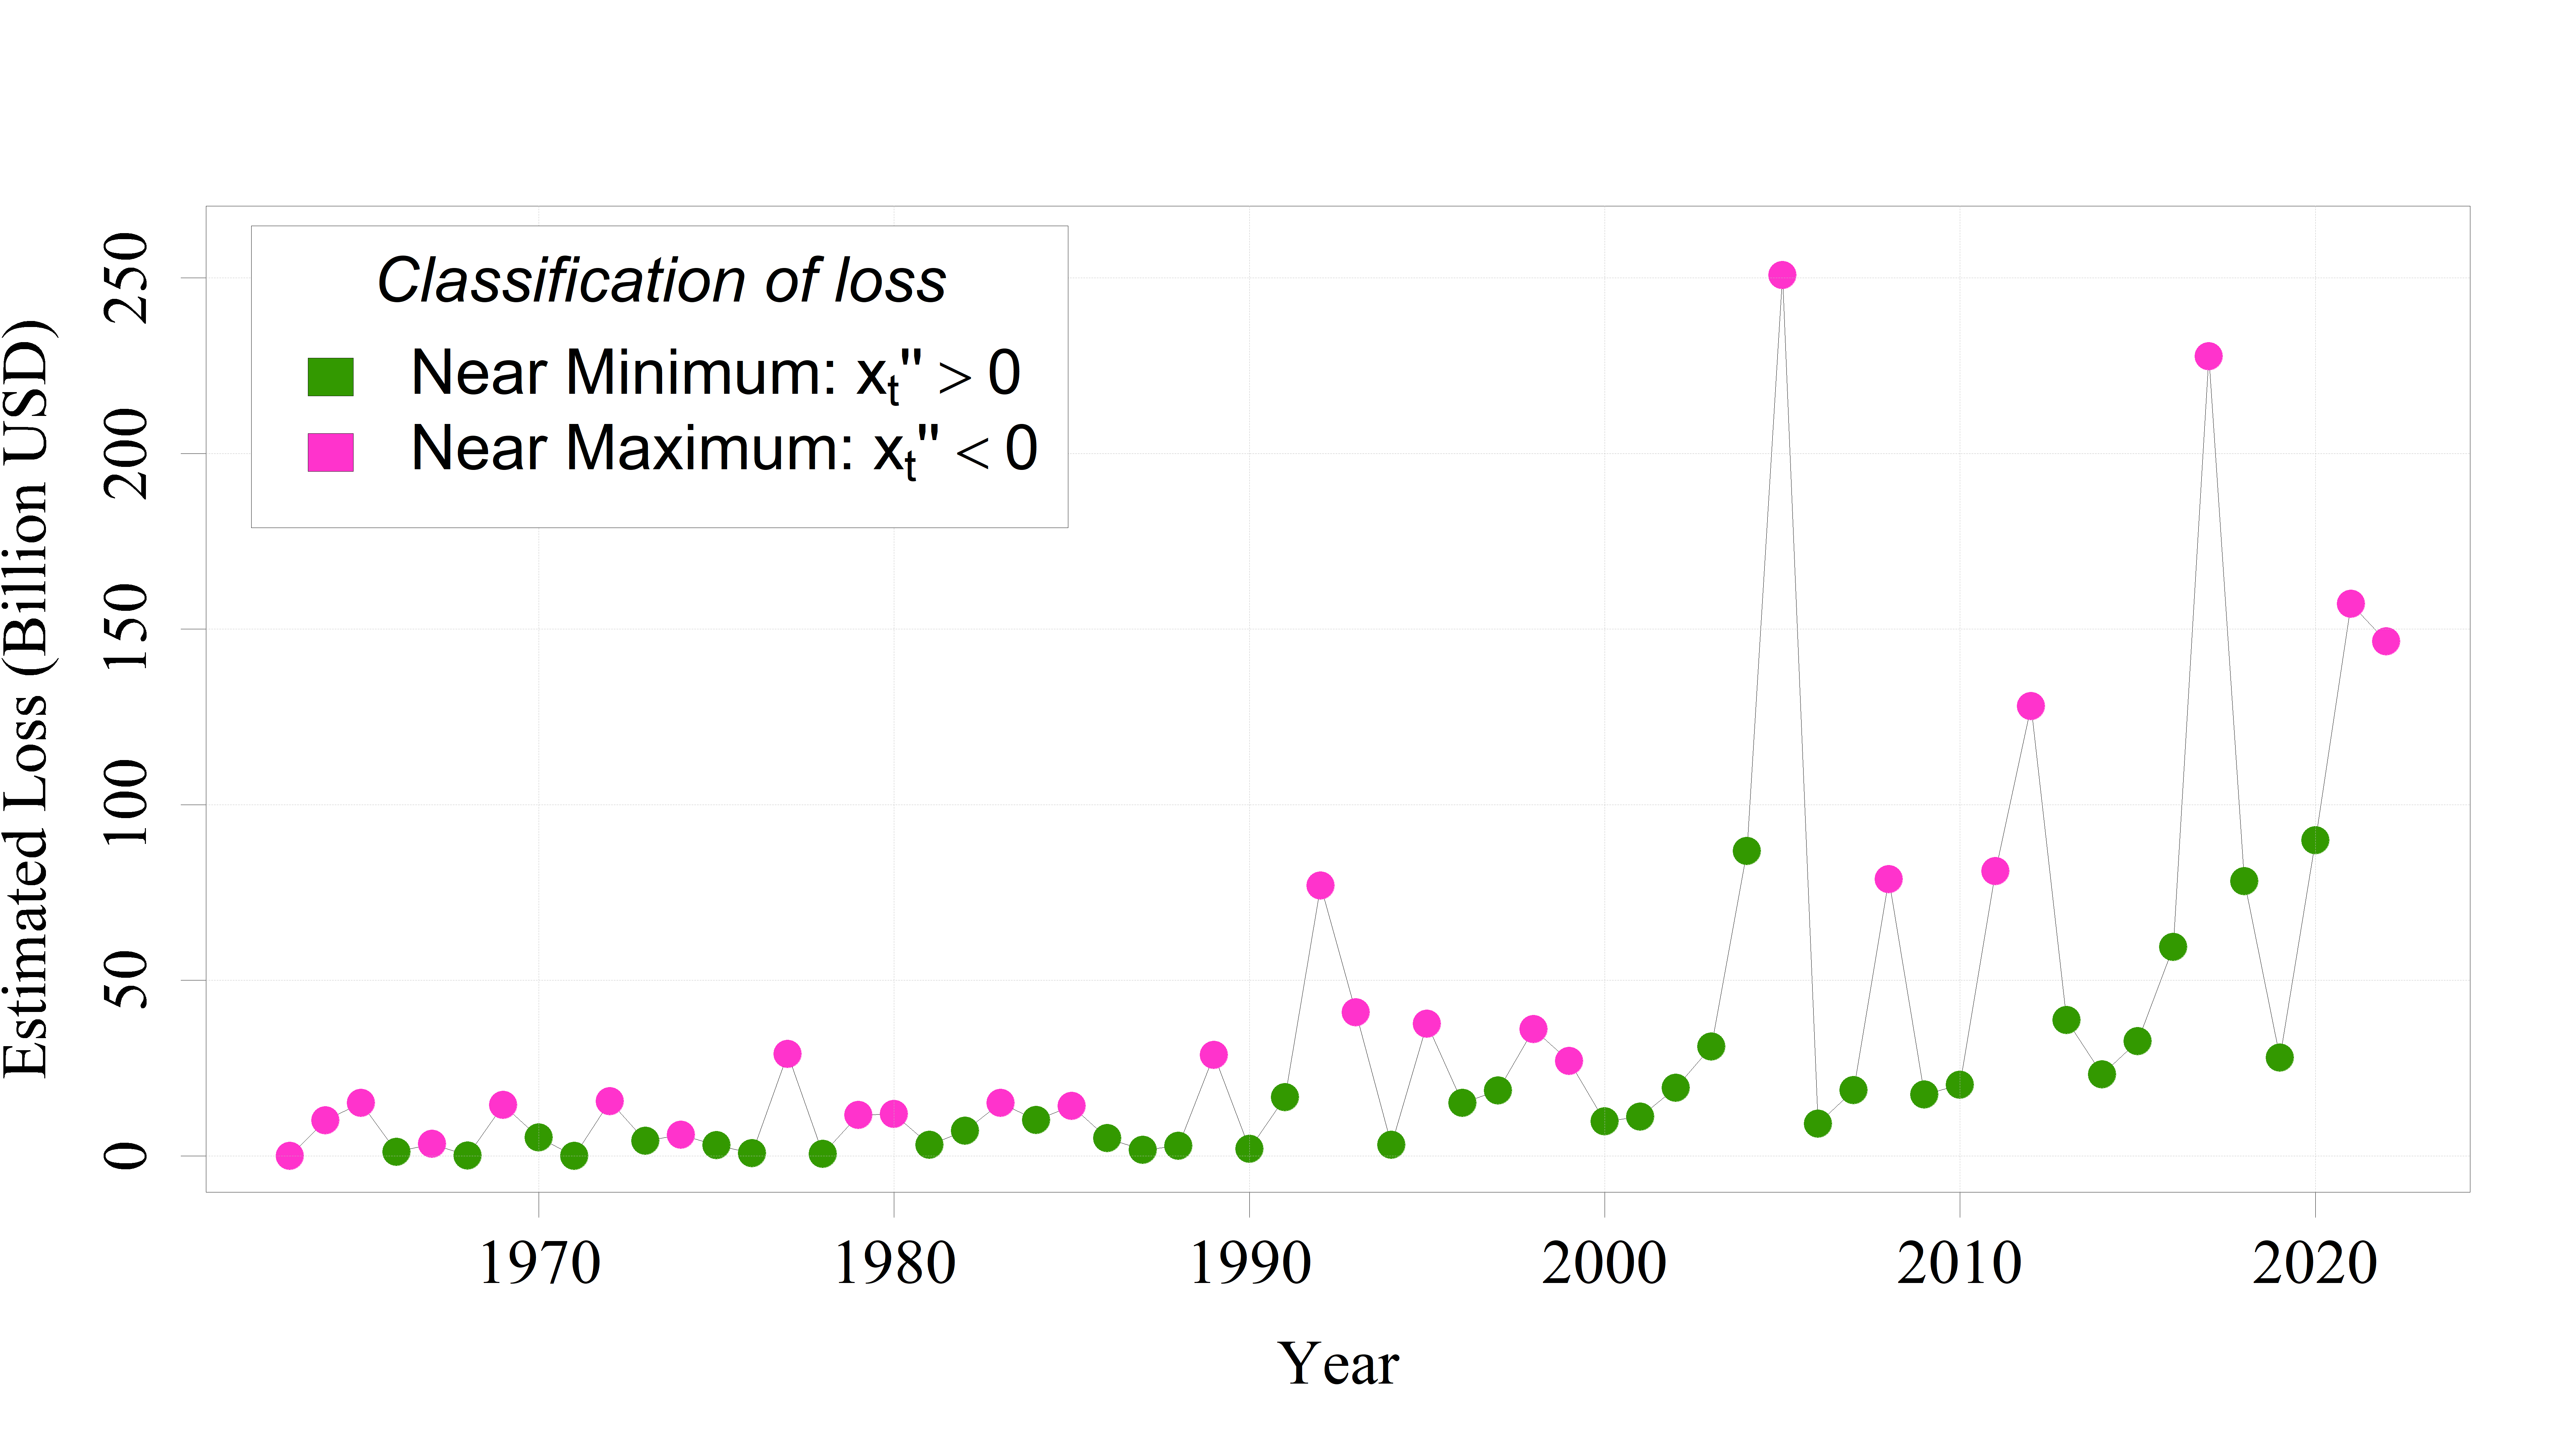 Classification of loss
Near Minimum: xt" > 0
Near Maximum: xt" < 0
Estimated Loss (Billion USD)
250
200
150
100
50
0
1970 1980 1990 2000 2010 2020
Year